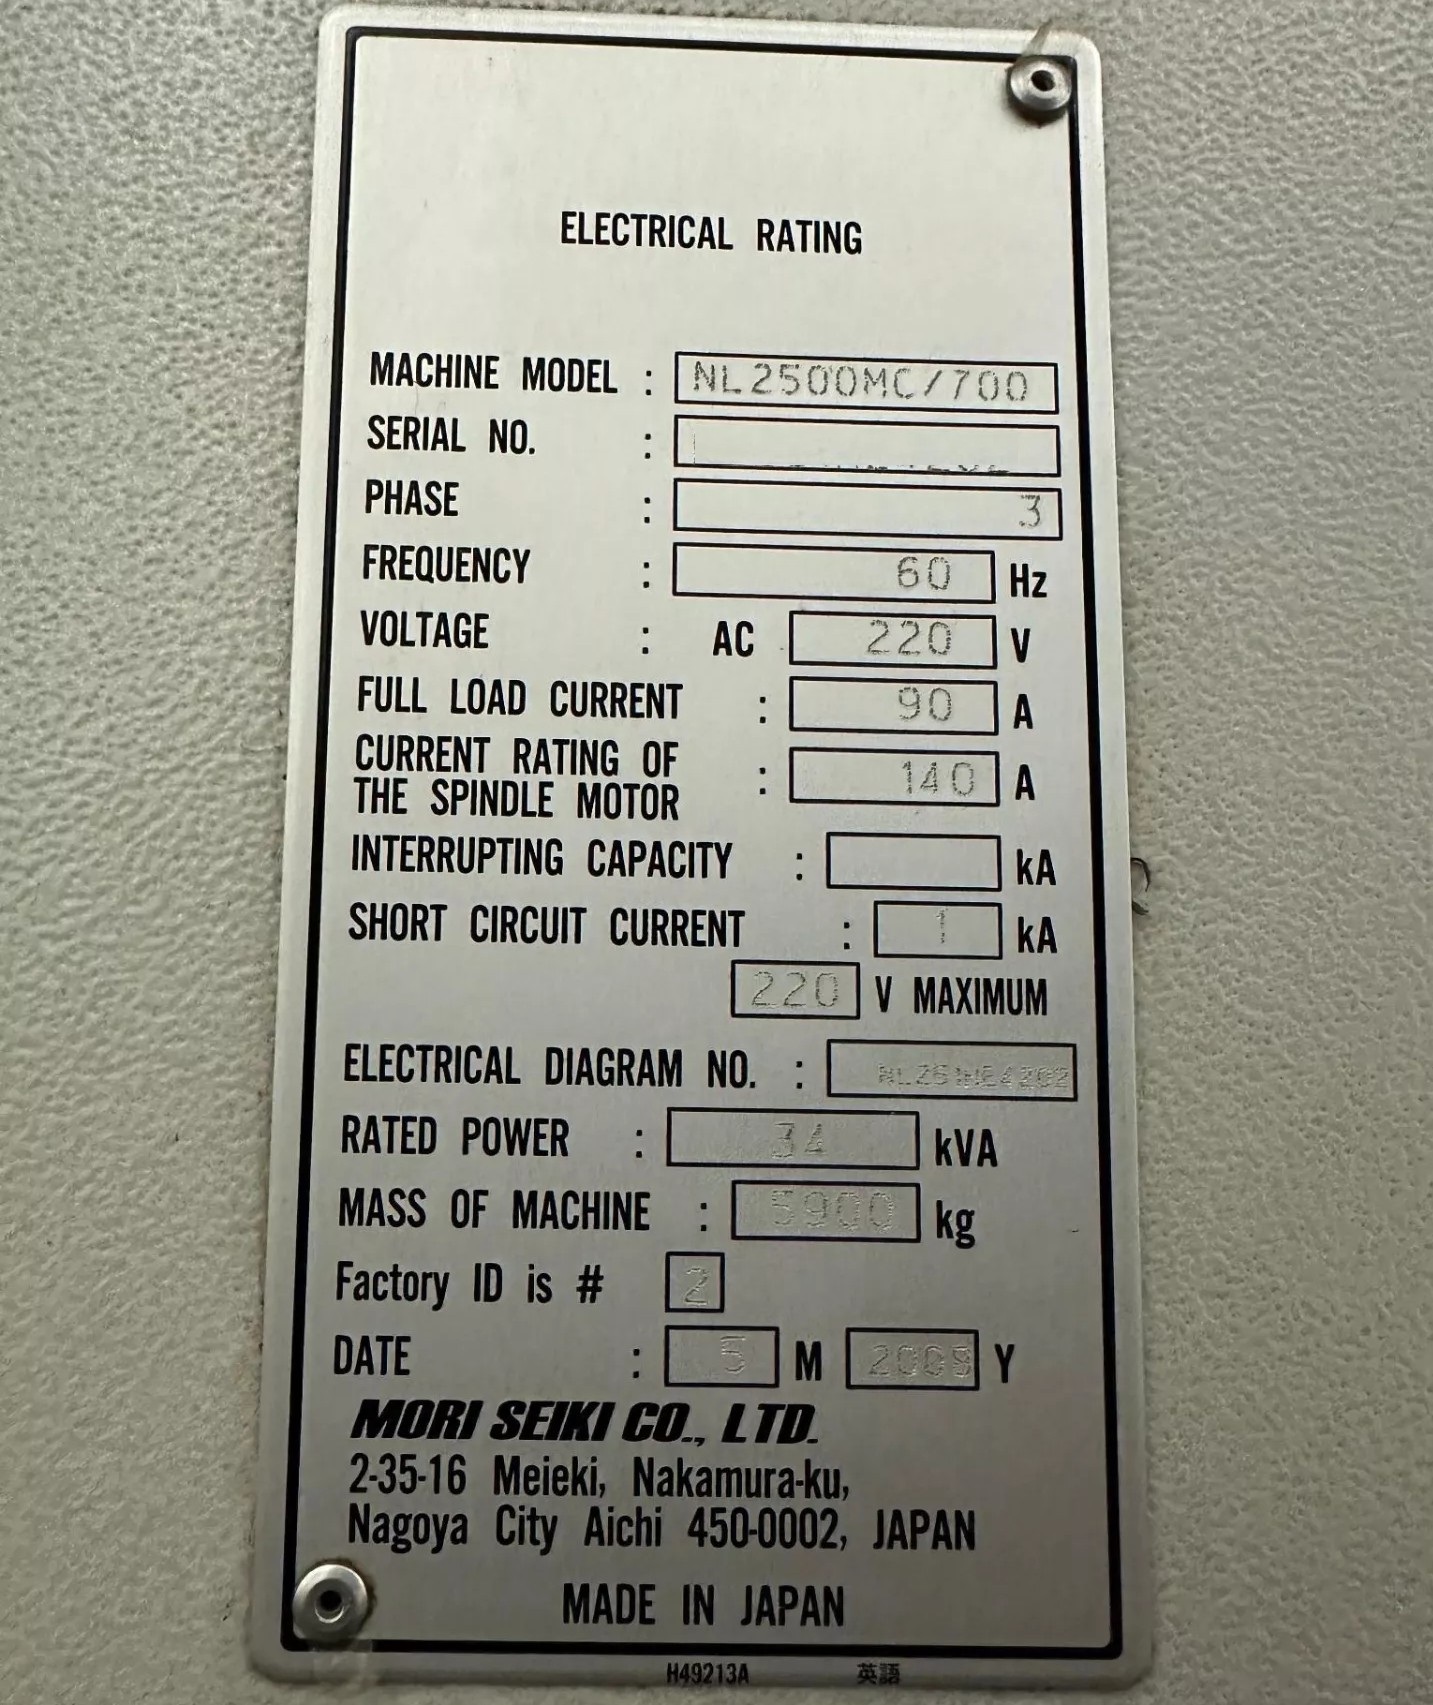 ELECTRICAL RATING
MACHINE MODEL : NL2500MC/700
SERIAL NO. :
PHASE : 3
FREQUENCY : 60 Hz
VOLTAGE : AC 220 V
FULL LOAD CURRENT : 90 A
CURRENT RATING OF
THE SPINDLE MOTOR : 140 A
INTERRUPTING CAPACITY : kA
SHORT CIRCUIT CURRENT : 1 kA
220 V MAXIMUM
ELECTRICAL DIAGRAM NO. :
RATED POWER : 34 kVA
MASS OF MACHINE : 5900 kg
Factory ID is # 2
DATE : 5 M Y
MORI SEIKI CO., LTD.
2-35-16 Meieki, Nakamura-ku,
Nagoya City Aichi 450-0002, JAPAN
MADE IN JAPAN
H49213A 英語